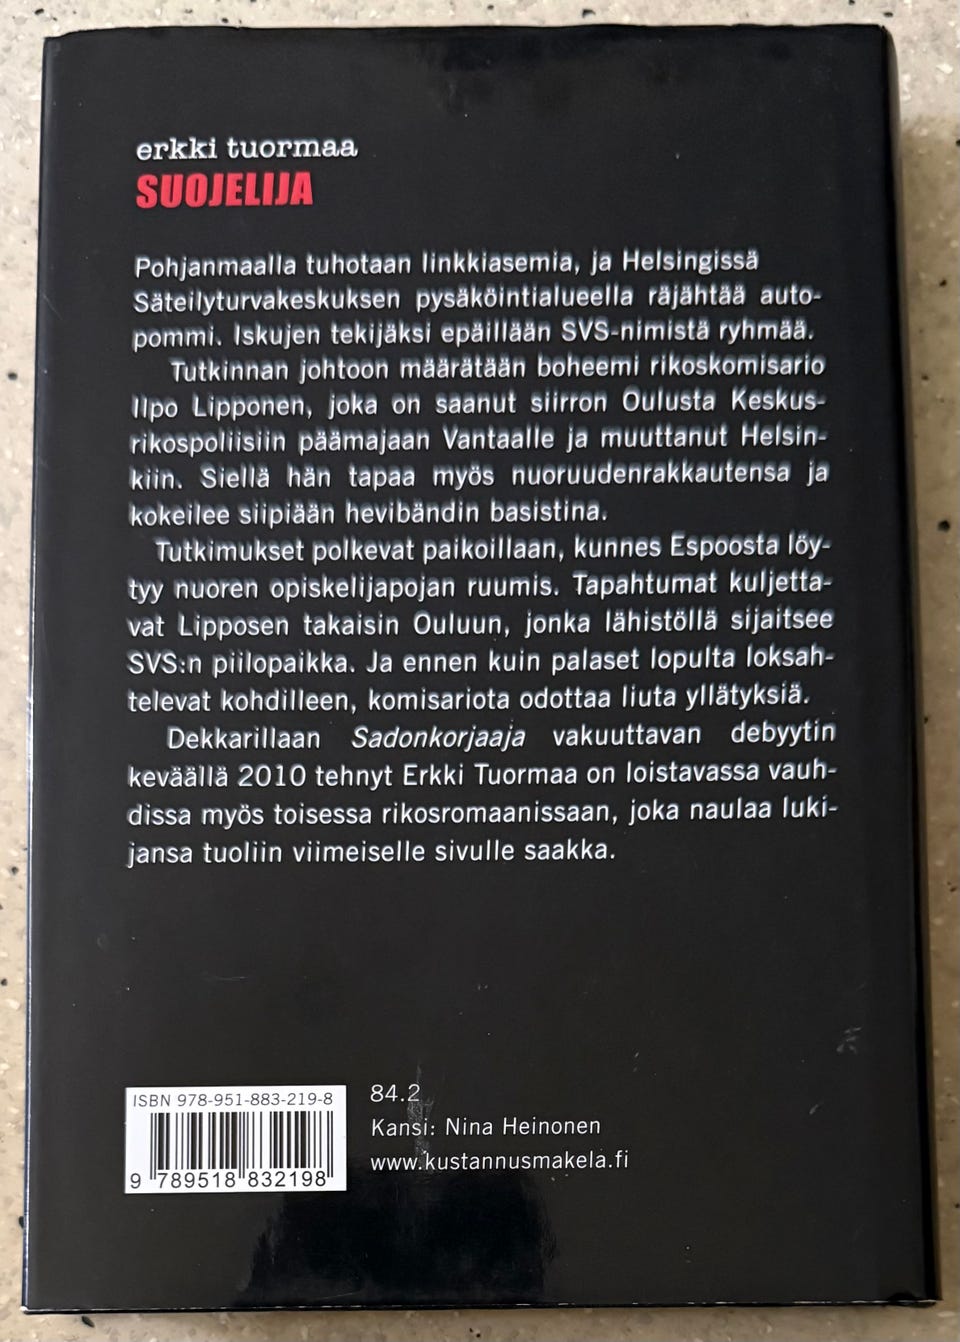 erkki tuormaa
SUOJELIJA
Pohjanmaalla tuhotaan linkkiasemia, ja Helsingissä
Säteilyturvakeskuksen pysäköintialueella räjähtää auto-
pommi. Iskujen tekijäksi epäillään SVS-nimistä ryhmää.
Tutkinnan johtoon määrätään boheemi rikoskomisario
Ilpo Lipponen, joka on saanut siirron Oulusta Keskus-
rikospoliisiin päämajaan Vantaalle ja muuttanut Helsin-
kiin. Siellä hän tapaa myös nuoruudenrakkautensa ja
kokeilee siipiään hevibändin basistina.
Tutkimukset polkevat paikoillaan, kunnes Espoosta löy-
tyy nuoren opiskelijapojan ruumis. Tapahtumat kuljetta-
vat Lipposen takaisin Ouluun, jonka lähistöllä sijaitsee
SVS:n piilopaikka. Ja ennen kuin palaset lopulta loksah-
televat kohdilleen, komisariota odottaa liuta yllätyksiä.
Dekkarillaan Sadonkorjaaja vakuuttavan debyytin
keväällä 2010 tehnyt Erkki Tuormaa on loistavassa vauh-
dissa myös toisessa rikosromaanissaan, joka naulaa luki-
jansa tuoliin viimeiselle sivulle saakka.
ISBN 978-951-883-219-8
9 789518 832198
84.2
Kansi: Nina Heinonen
www.kustannusmakela.fi